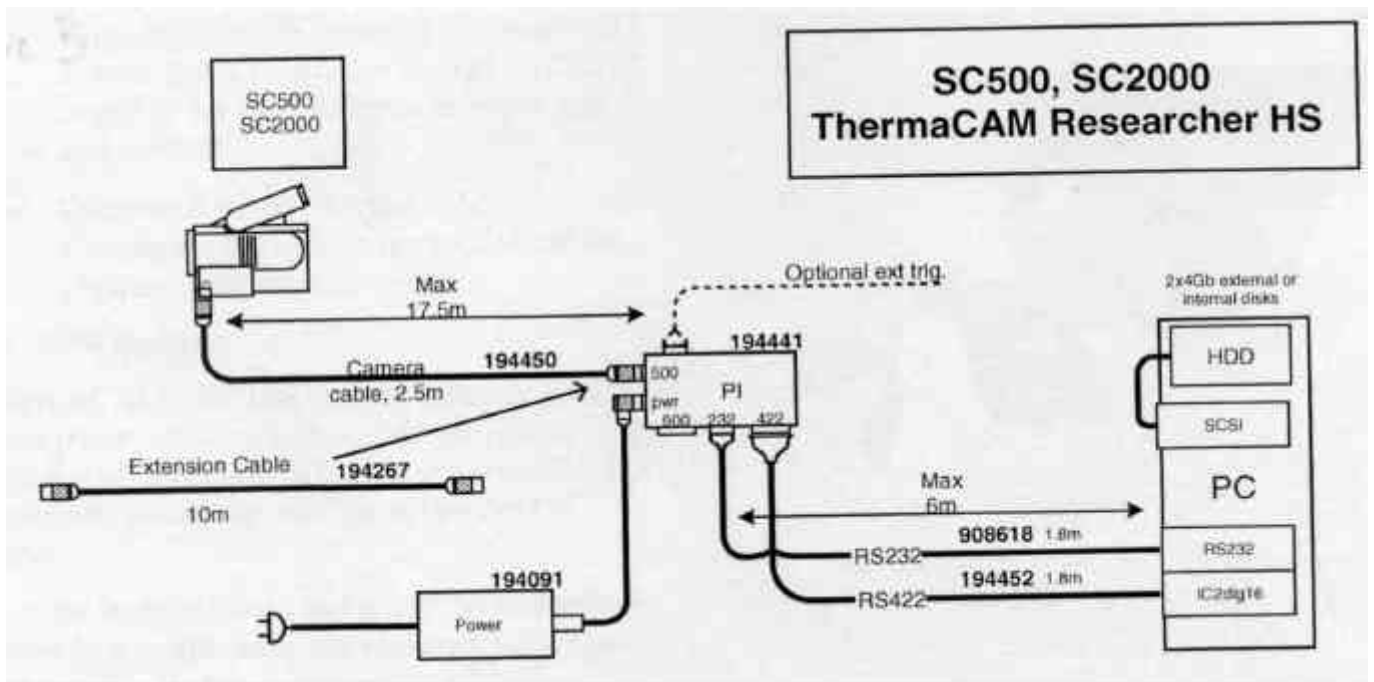 SC500
SC2000
SC500, SC2000
ThermaCAM Researcher HS
Optional ext trig.
2x4Gb external or
internal disks
Max
17.5m
194441
HDD
194450
500
PI
Camera
cable, 2.5m
pwr
600 232 422
SCSI
Extension Cable
194267
10m
Max
6m
PC
908618 1.8m
RS232
RS232
194091
194452 1.8m
RS422
IC2dig16
Power